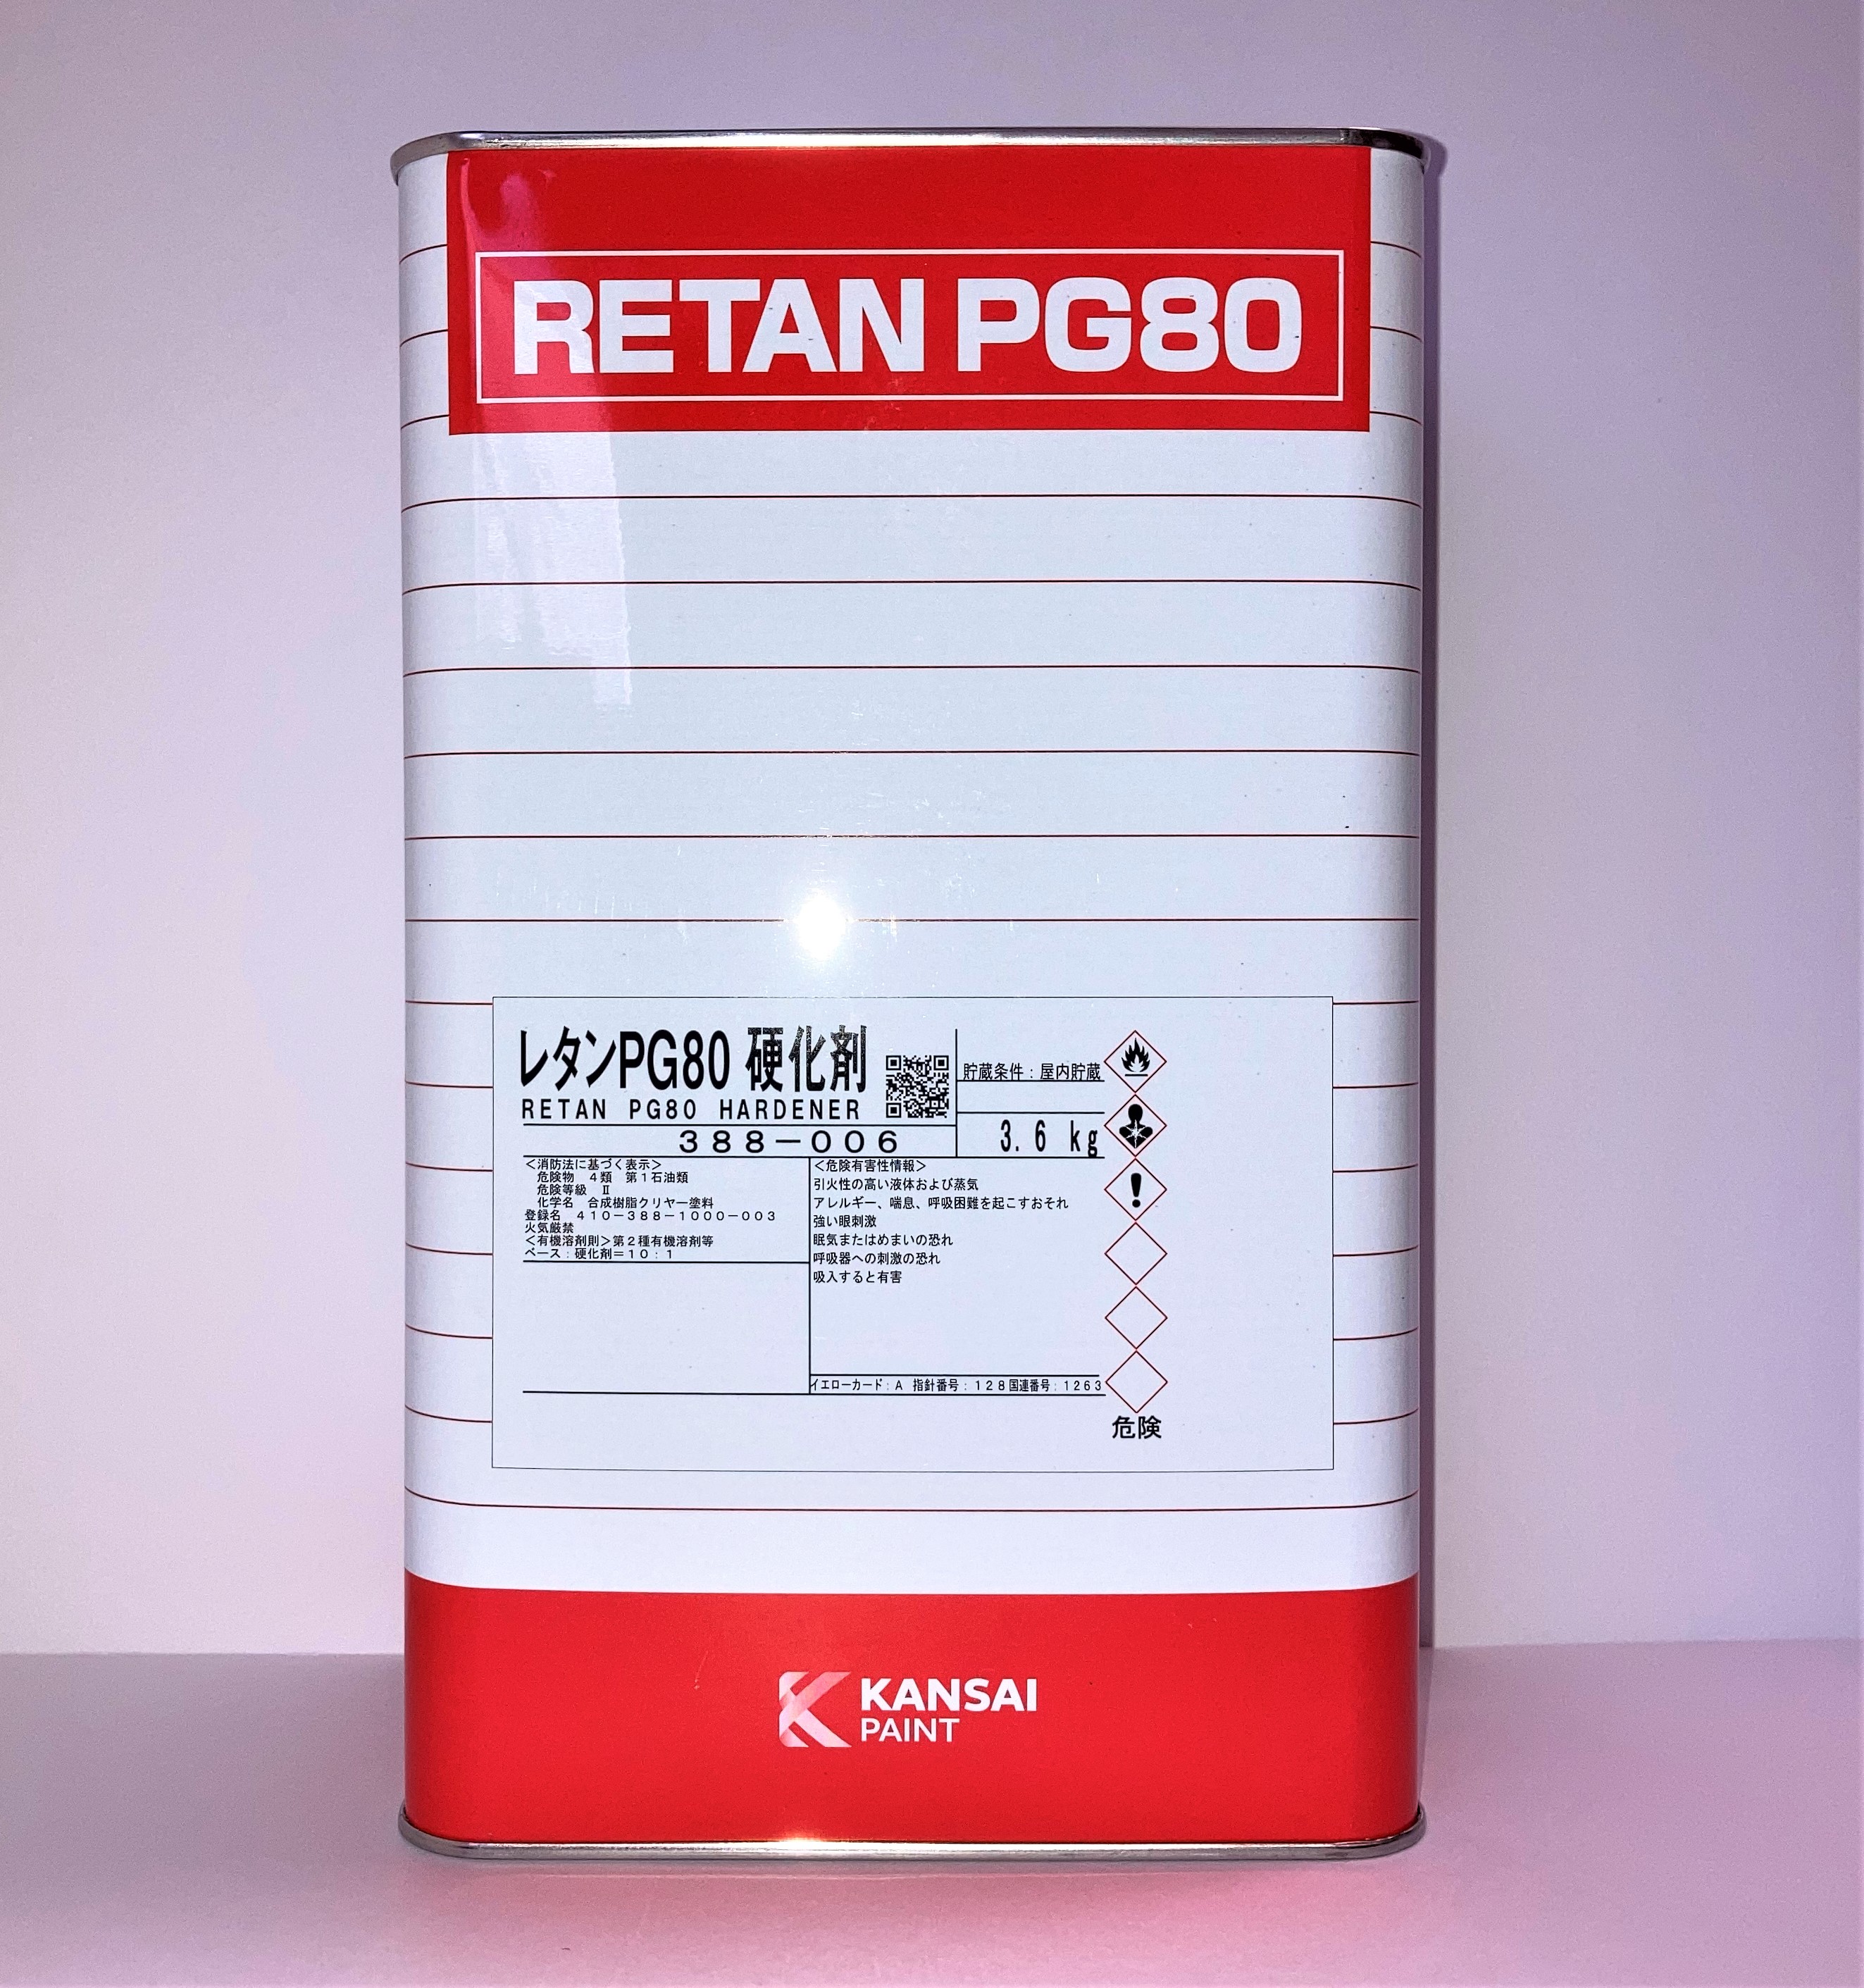 RETAN PG80
レタンPG80 硬化剤
RETAN PG80 HARDENER
388-006
貯蔵条件:屋内貯蔵
3.6 kg
<消防法に基づく表示>
危険物 4類 第1石油類
危険等級 Ⅱ
化学名 合成樹脂クリヤー塗料
登録名 410-388-1000-003
火気厳禁
<有機溶剤則>第2種有機溶剤等
ベース:硬化剤=10:1
<危険有害性情報>
引火性の高い液体および蒸気
アレルギー、喘息、呼吸困難を起こすおそれ
強い眼刺激
眠気またはめまいの恐れ
呼吸器への刺激の恐れ
吸入すると有害
イエローカード:A 指針番号:128国連番号:1263
危険
KANSAI
PAINT